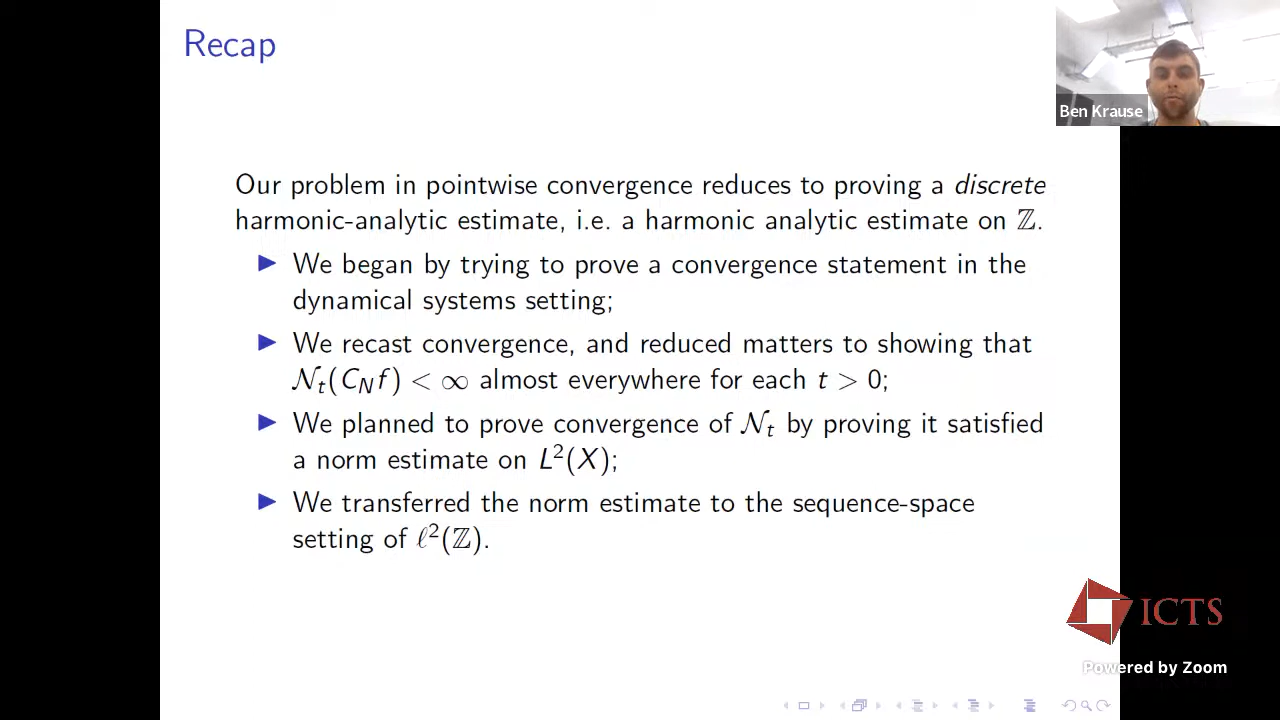 Recap
Ben Krause
Our problem in pointwise convergence reduces to proving a discrete
harmonic-analytic estimate, i.e. a harmonic analytic estimate on ℤ.
▶ We began by trying to prove a convergence statement in the
dynamical systems setting;
▶ We recast convergence, and reduced matters to showing that
𝒩ₜ(C_N f) < ∞ almost everywhere for each t > 0;
▶ We planned to prove convergence of 𝒩ₜ by proving it satisfied
a norm estimate on L²(X);
▶ We transferred the norm estimate to the sequence-space
setting of ℓ²(ℤ).
ICTS
Powered by Zoom